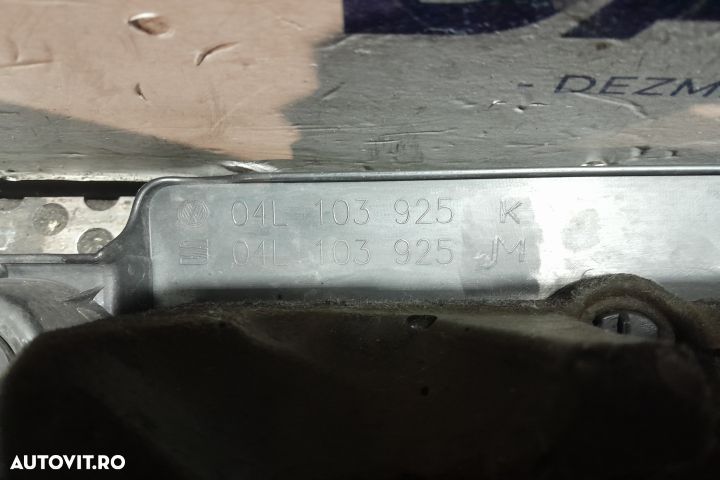 - DEZM
04L 103 925 K
04L 103 925 M
AUTOVIT.RO